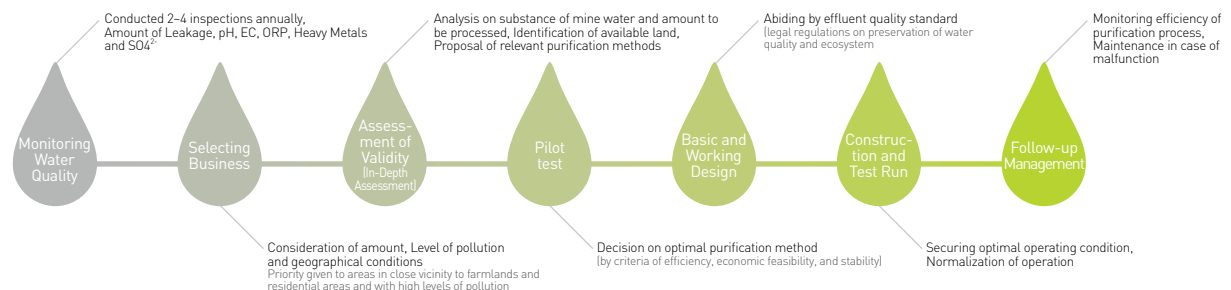 Conducted 2-4 inspections annually,
Amount of Leakage, pH, EC, ORP, Heavy Metals
and SO4²⁻
Analysis on substance of mine water and amount to
be processed, Identification of available land,
Proposal of relevant purification methods
Abiding by effluent quality standard
(legal regulations on preservation of water
quality and ecosystem
Monitoring efficiency of
purification process,
Maintenance in case of
malfunction
Monitoring
Water
Quality
Selecting
Business
Assess-
ment of
Validity
(In-Depth
Assessment)
Pilot
test
Basic and
Working
Design
Construc-
tion and
Test Run
Follow-up
Management
Consideration of amount, Level of pollution
and geographical conditions
Priority given to areas in close vicinity to farmlands and
residential areas and with high levels of pollution
Decision on optimal purification method
(by criteria of efficiency, economic feasibility, and stability)
Securing optimal operating condition,
Normalization of operation